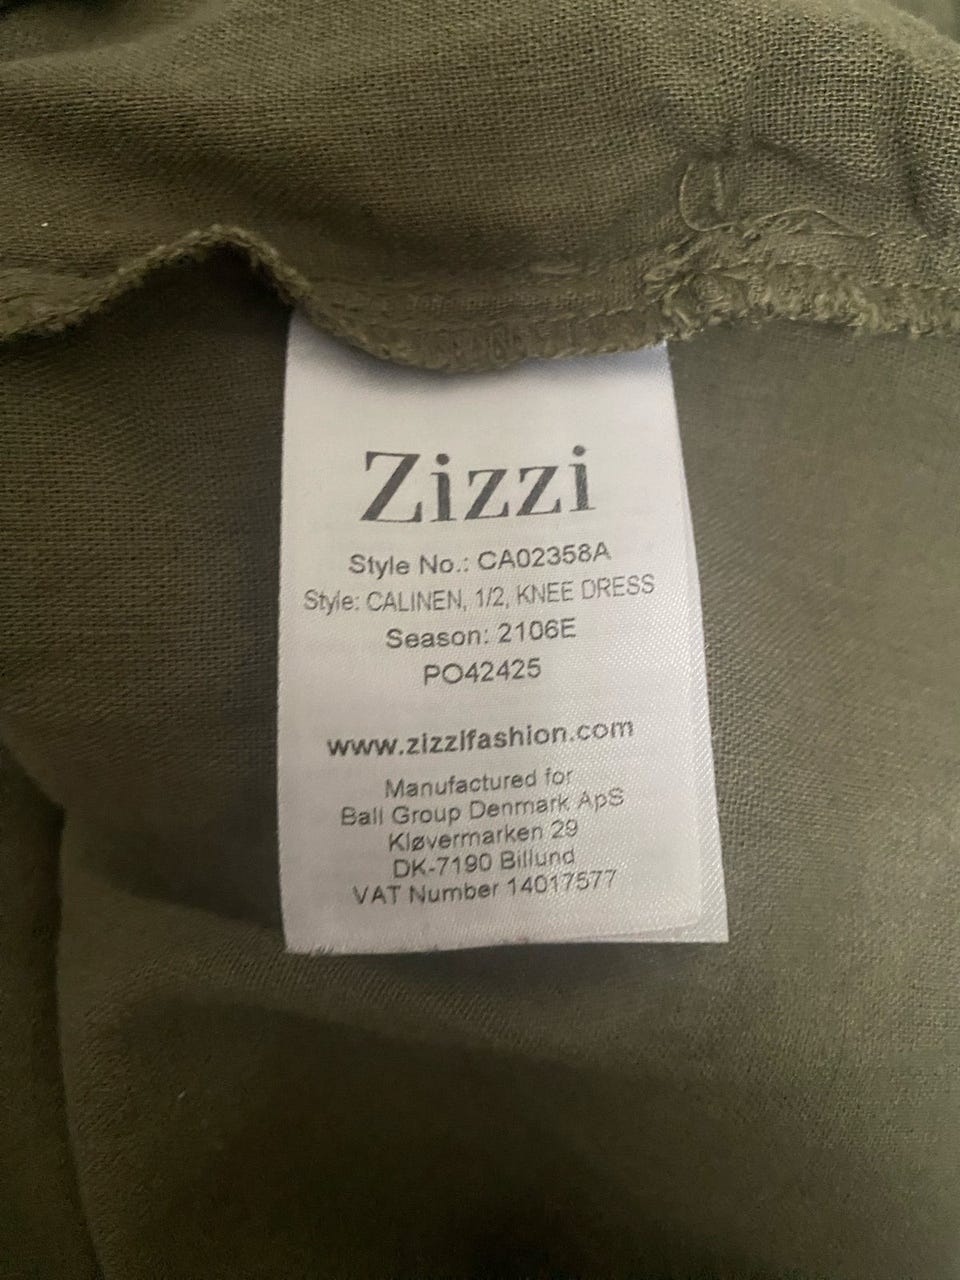 Zizzi
Style No.: CA02358A
Style: CALINEN, 1/2, KNEE DRESS
Season: 2106E
PO42425
www.zizzifashion.com
Manufactured for
Ball Group Denmark ApS
Kløvermarken 29
DK-7190 Billund
VAT Number 14017577